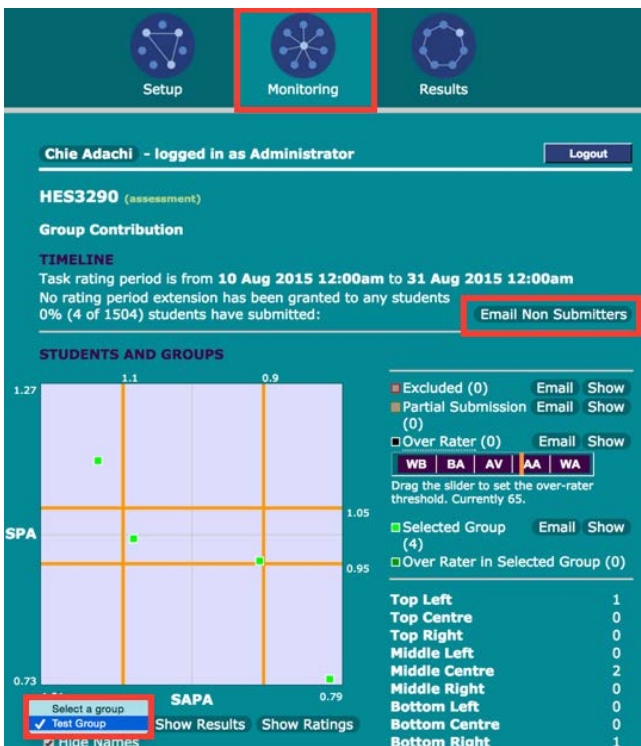 Setup Monitoring Results
Chie Adachi - logged in as Administrator Logout
HES3290 (assessment)
Group Contribution
TIMELINE
Task rating period is from 10 Aug 2015 12:00am to 31 Aug 2015 12:00am
No rating period extension has been granted to any students
0% (4 of 1504) students have submitted: Email Non Submitters
STUDENTS AND GROUPS
1.1 0.9
1.27
1.05
SPA
0.95
0.73
0.79
SAPA
Select a group
✓ Test Group Show Results Show Ratings
Hide Names
Excluded (0) Email Show
Partial Submission Email Show
(0)
Over Rater (0) Email Show
WB BA AV AA WA
Drag the slider to set the over-rater
threshold. Currently 65.
Selected Group Email Show
(4)
Over Rater in Selected Group (0)
Top Left 1
Top Centre 0
Top Right 0
Middle Left 0
Middle Centre 2
Middle Right 0
Bottom Left 0
Bottom Centre 0
Bottom Right 1